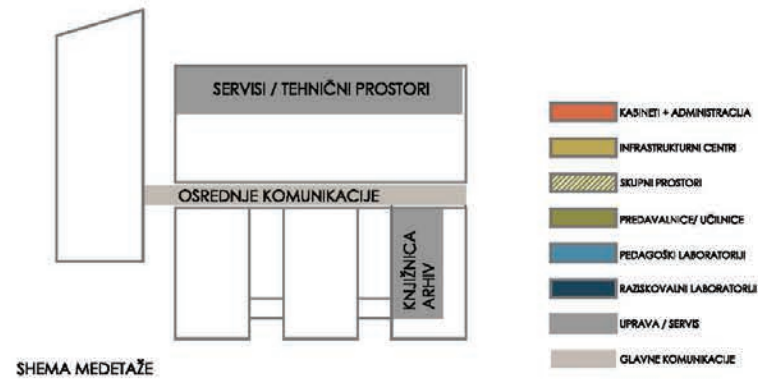 SERVISI / TEHNIČNI PROSTORI
OSREDNJE KOMUNIKACIJE
KNJIŽNICA
ARHIV
SHEMA MEDETAŽE
KABINETI + ADMINISTRACIJA
INFRASTRUKTURNI CENTRI
SKUPNI PROSTORI
PREDAVALNICE/ UČILNICE
PEDAGOŠKI LABORATORIJI
RAZISKOVALNI LABORATORIJI
UPRAVA / SERVIS
GLAVNE KOMUNIKACIJE